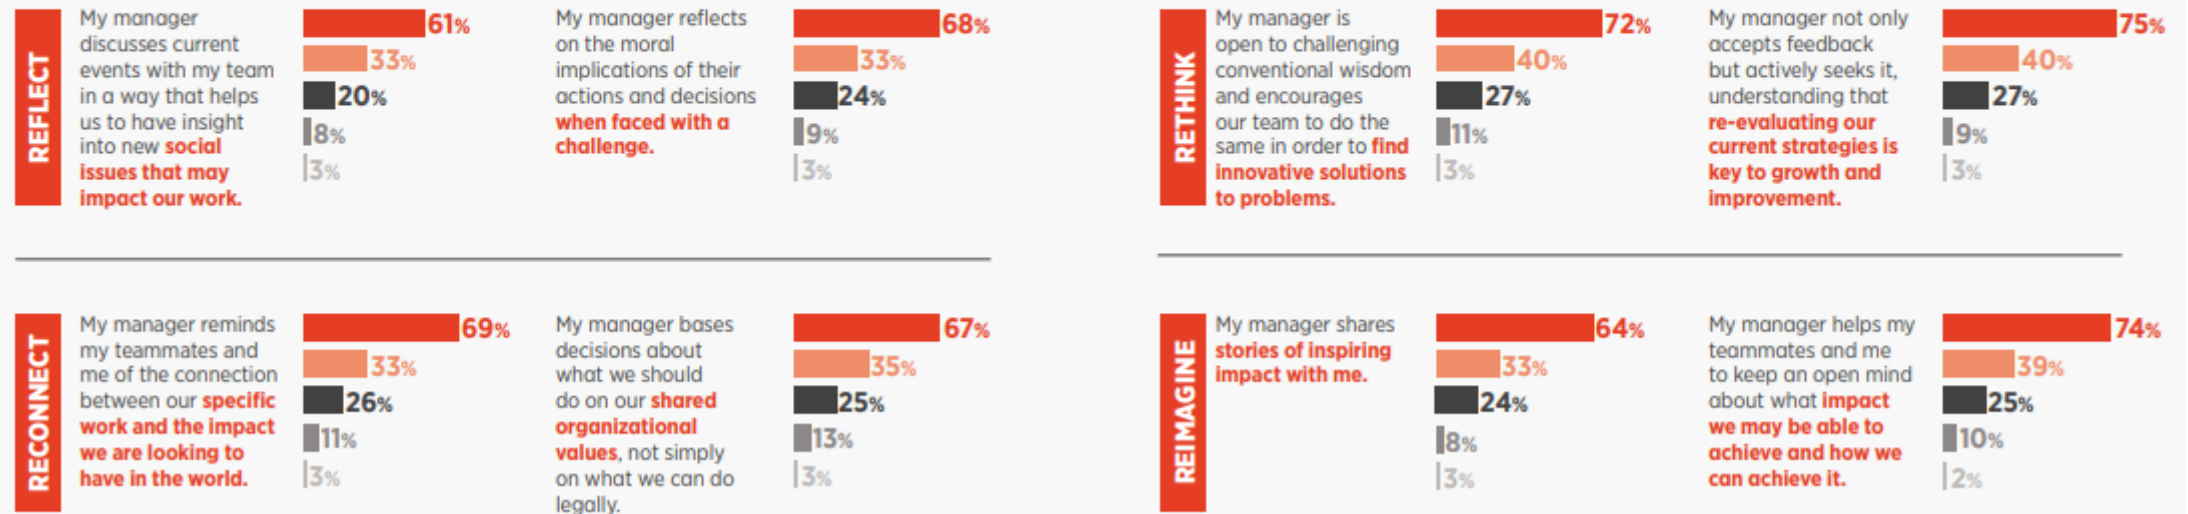 REFLECT
My manager
discusses current
events with my team
in a way that helps
us to have insight
into new social
issues that may
impact our work.
61%
33%
20%
8%
3%
My manager reflects
on the moral
implications of their
actions and decisions
when faced with a
challenge.
68%
33%
24%
9%
3%
RETHINK
My manager is
open to challenging
conventional wisdom
and encourages
our team to do the
same in order to find
innovative solutions
to problems.
72%
40%
27%
11%
3%
My manager not only
accepts feedback
but actively seeks it,
understanding that
re-evaluating our
current strategies is
key to growth and
improvement.
75%
40%
27%
9%
3%
RECONNECT
My manager reminds
my teammates and
me of the connection
between our specific
work and the impact
we are looking to
have in the world.
69%
33%
26%
11%
3%
My manager bases
decisions about
what we should
do on our shared
organizational
values, not simply
on what we can do
legally.
67%
35%
25%
13%
3%
REIMAGINE
My manager shares
stories of inspiring
impact with me.
64%
33%
24%
8%
3%
My manager helps my
teammates and me
to keep an open mind
about what impact
we may be able to
achieve and how we
can achieve it.
74%
39%
25%
10%
2%